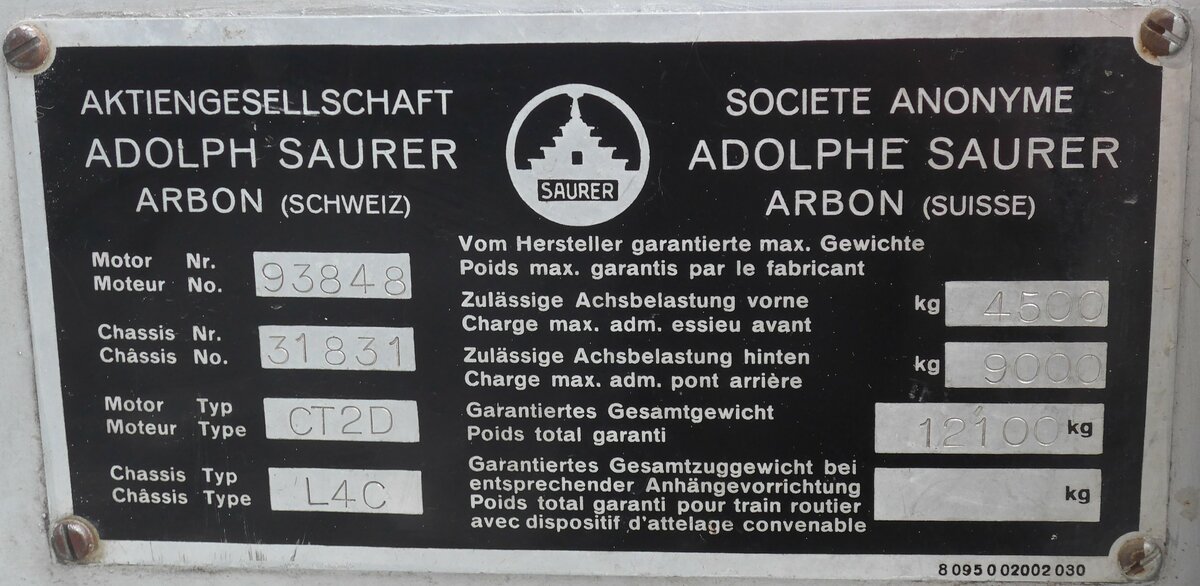 AKTIENGESELLSCHAFT
ADOLPH SAURER
ARBON (SCHWEIZ)
SAURER
SOCIETE ANONYME
ADOLPHE SAURER
ARBON (SUISSE)
Motor Nr.
Moteur No. 93848
Chassis Nr.
Châssis No. 31831
Motor Typ
Moteur Type CT2D
Chassis Typ
Châssis Type L4C
Vom Hersteller garantierte max. Gewichte
Poids max. garantis par le fabricant
Zulässige Achsbelastung vorne kg 4500
Charge max. adm. essieu avant
Zulässige Achsbelastung hinten kg 9000
Charge max. adm. pont arrière
Garantiertes Gesamtgewicht 12'100 kg
Poids total garanti
Garantiertes Gesamtzuggewicht bei
entsprechender Anhängevorrichtung kg
Poids total garanti pour train routier
avec dispositif d'attelage convenable
8 095 0 02002 030